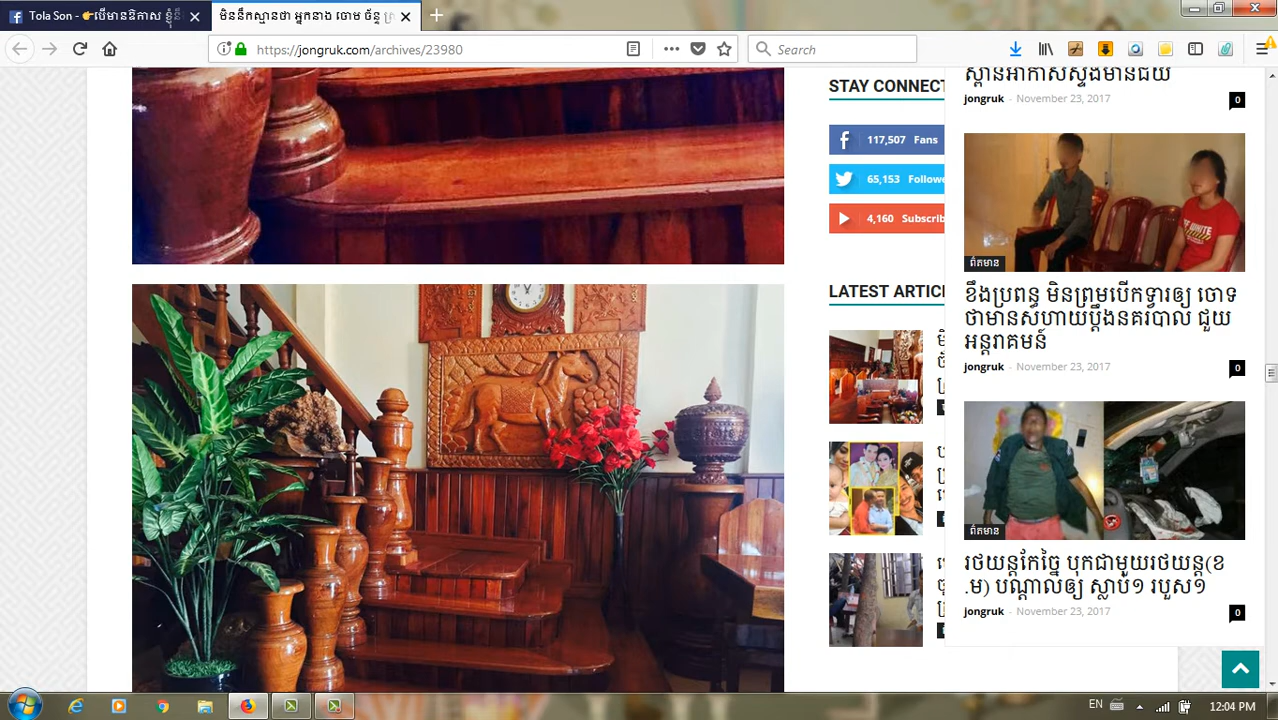 Tola Son - 👉បើមានឱកាស
មិននឹកស្មានថា អ្នកនាង ចោម ច័ន្ទ
https://jongruk.com/archives/23980
Search
ស្ពានអាកាសស្ទឹងមានជ័យ
jongruk - November 23, 2017
0
STAY CONNECT
117,507 Fans
65,153 Followe
4,160 Subscrib
ព័ត៌មាន
ខឹងប្រពន្ធ មិនព្រមបើកទ្វារឲ្យ ចោទ
ថាមានសហាយប្ដឹងនគរបាល ជួយ
អន្តរាគមន៍
jongruk - November 23, 2017
0
LATEST ARTICL
ព័ត៌មាន
រថយន្តកែច្នៃ បុកជាមួយរថយន្ត(ខ
.ម) បណ្តាលឲ្យ ស្លាប់១ របួស១
jongruk - November 23, 2017
0
EN
12:04 PM